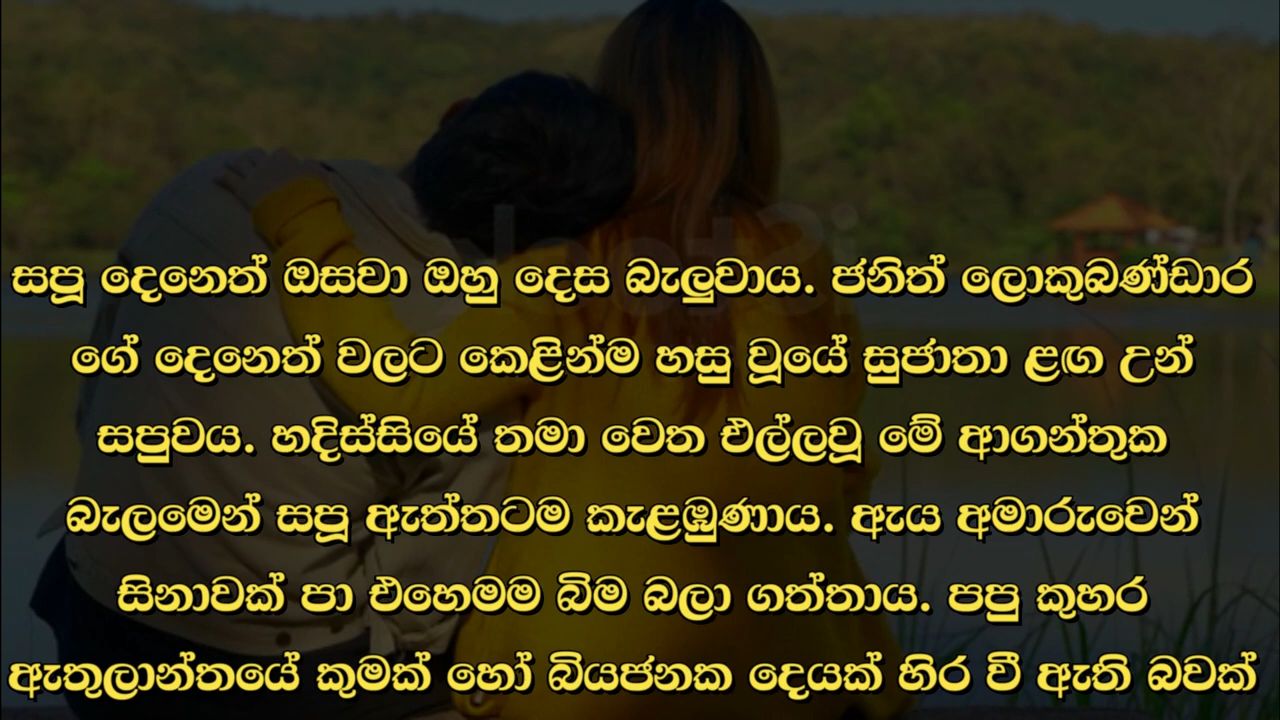 සපූ දෙනෙත් ඔසවා ඔහු දෙස බැලුවාය. ජනිත් ලොකුබණ්ඩාර
ගේ දෙනෙත් වලට කෙළින්ම හසු වූයේ සුජාතා ළඟ උන්
සපුවය. හදිස්සියේ තමා වෙත එල්ලවූ මේ ආගන්තුක
බැලමෙන් සපූ ඇත්තටම කැළඹුණාය. ඇය අමාරුවෙන්
සිනාවක් පා එහෙමම බිම බලා ගත්තාය. පපු කුහර
ඇතුලාන්තයේ කුමක් හෝ බියජනක දෙයක් හිර වී ඇති බවක්